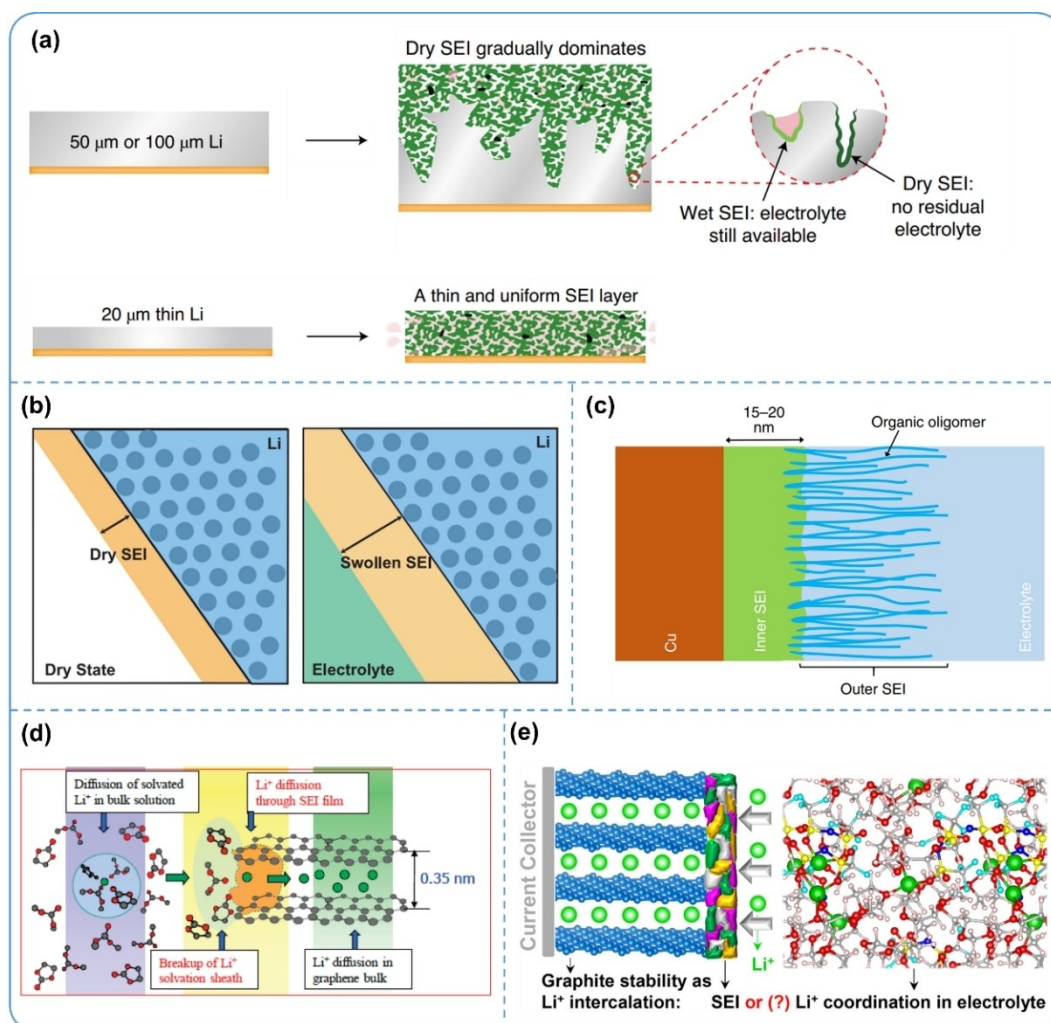 (a)
Dry SEI gradually dominates
50 μm or 100 μm Li
Wet SEI: electrolyte
still available
Dry SEI:
no residual
electrolyte
20 μm thin Li
A thin and uniform SEI layer
(b)
Li
Dry SEI
Dry State
Li
Swollen SEI
Electrolyte
(c)
15–20
nm
Organic oligomer
Cu
Inner SEI
Electrolyte
Outer SEI
(d)
Diffusion of solvated
Li⁺ in bulk solution
Li⁺ diffusion
through SEI film
0.35 nm
Breakup of Li⁺
solvation sheath
Li⁺ diffusion in
graphene bulk
(e)
Current Collector
Li⁺
Graphite stability as
Li⁺ intercalation: SEI or (?) Li⁺ coordination in electrolyte